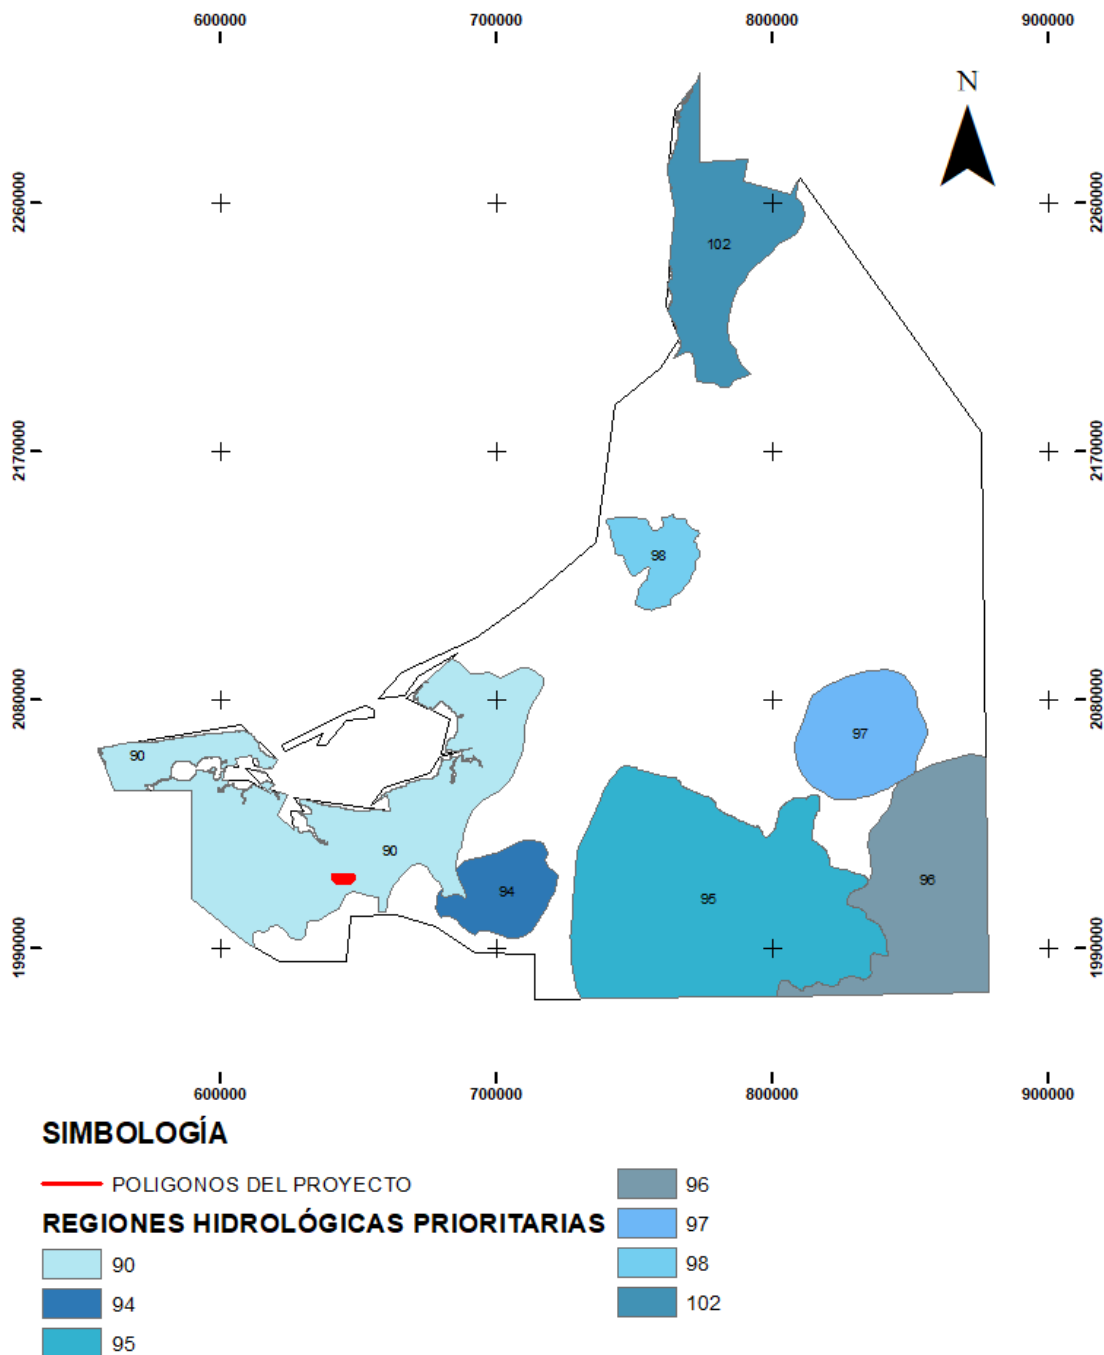 600000 700000 800000 900000
N
2260000 2260000
102
2170000 2170000
98
2080000 2080000
97
90
90
94 95 96
1990000 1990000
600000 700000 800000 900000
SIMBOLOGÍA
POLIGONOS DEL PROYECTO
REGIONES HIDROLÓGICAS PRIORITARIAS
90
94
95
96
97
98
102